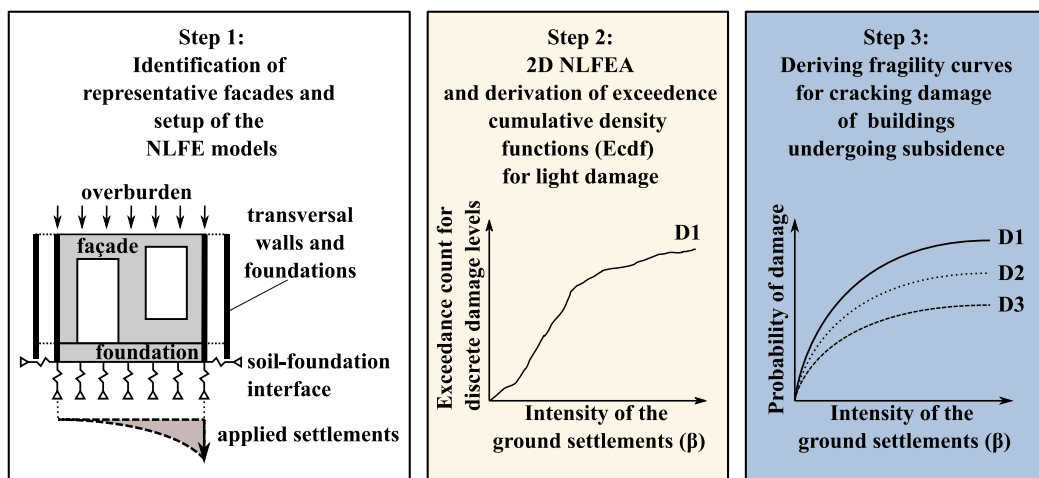 Step 1:
Identification of
representative facades and
setup of the
NLFE models
overburden
façade
foundation
transversal
walls and
foundations
soil-foundation
interface
applied settlements
Step 2:
2D NLFEA
and derivation of exceedence
cumulative density
functions (Ecdf)
for light damage
Exceedance count for
discrete damage levels
D1
Intensity of the
ground settlements (β)
Step 3:
Deriving fragility curves
for cracking damage
of buildings
undergoing subsidence
Probability of damage
D1
D2
D3
Intensity of the
ground settlements (β)